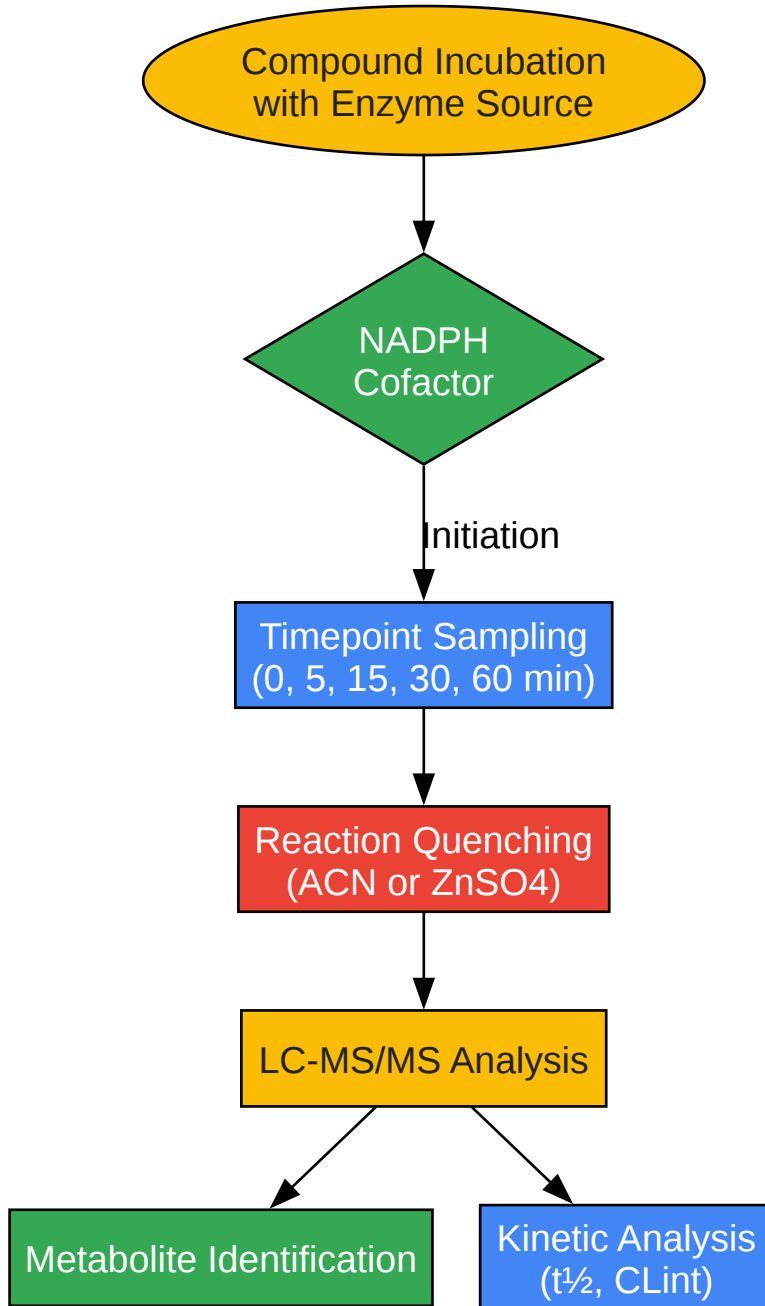 Compound Incubation
with Enzyme Source
NADPH
Cofactor
Initiation
Timepoint Sampling
(0, 5, 15, 30, 60 min)
Reaction Quenching
(ACN or ZnSO4)
LC-MS/MS Analysis
Metabolite Identification
Kinetic Analysis
(t½, CLint)